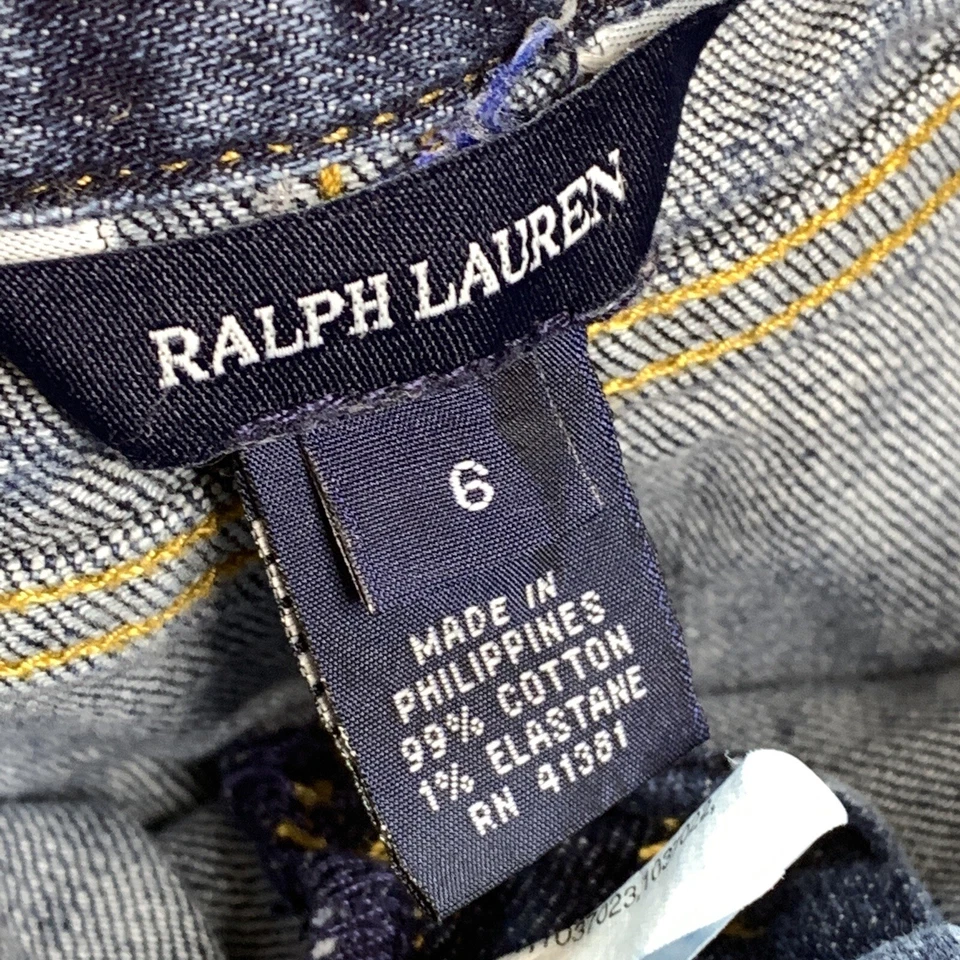 RALPH LAUREN
6
MADE IN
PHILIPPINES
99% COTTON
1% ELASTANE
RN 41381